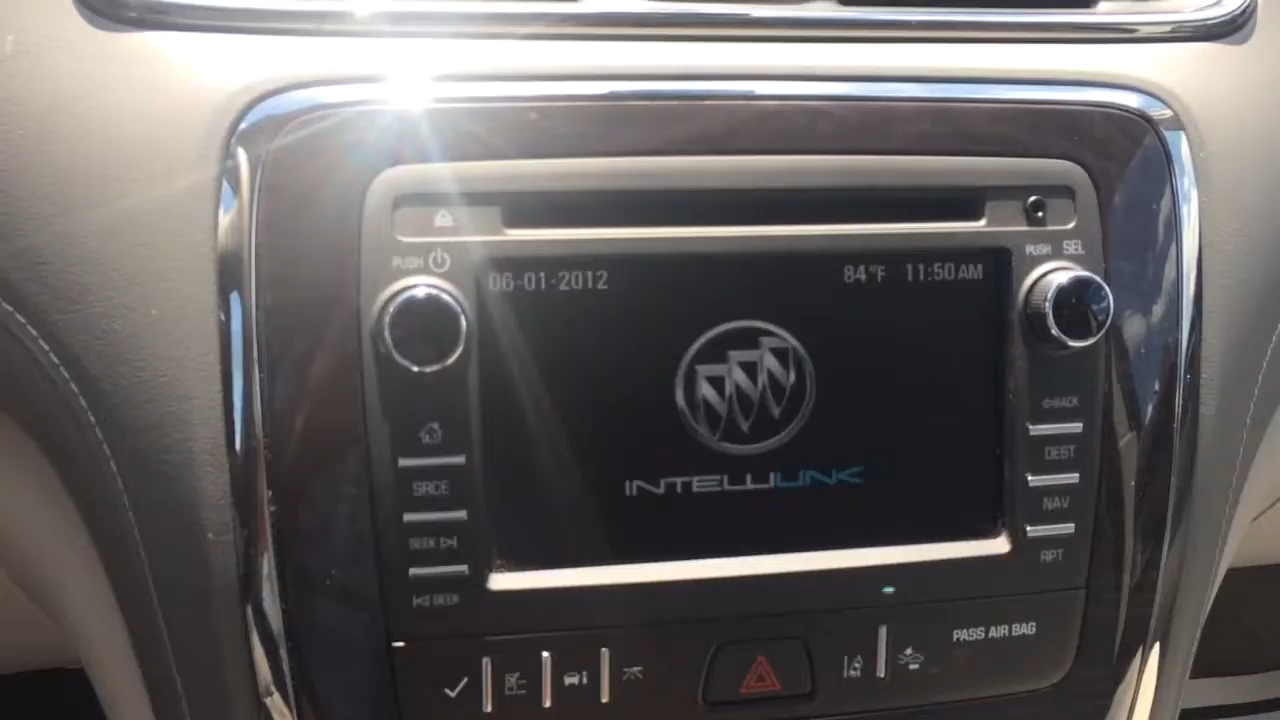 PUSH
PUSH SEL
06-01-2012 84°F 11:50 AM
INTELLILINK
BACK
SRCE
DEST
SEEK
NAV
SEEK
RPT
PASS AIR BAG